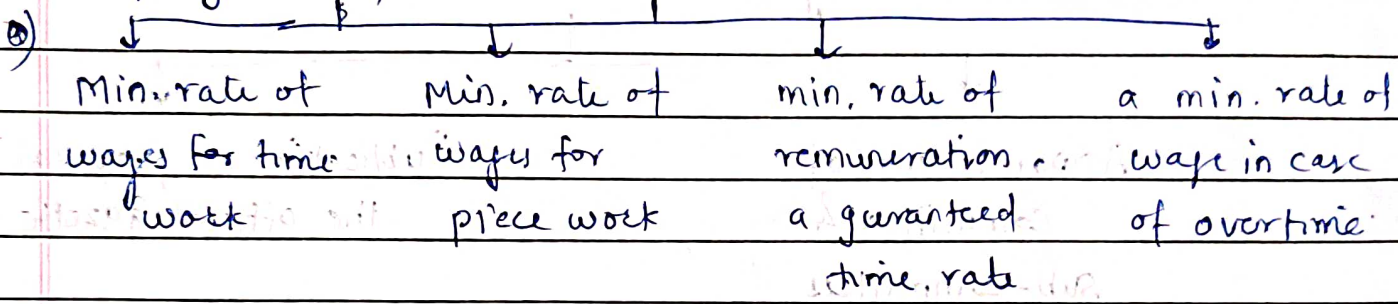 a)
Min. rate of wages for time work
Min. rate of wages for piece work
min. rate of remuneration a guranteed time rate
a min. rate of wage in case of overtime